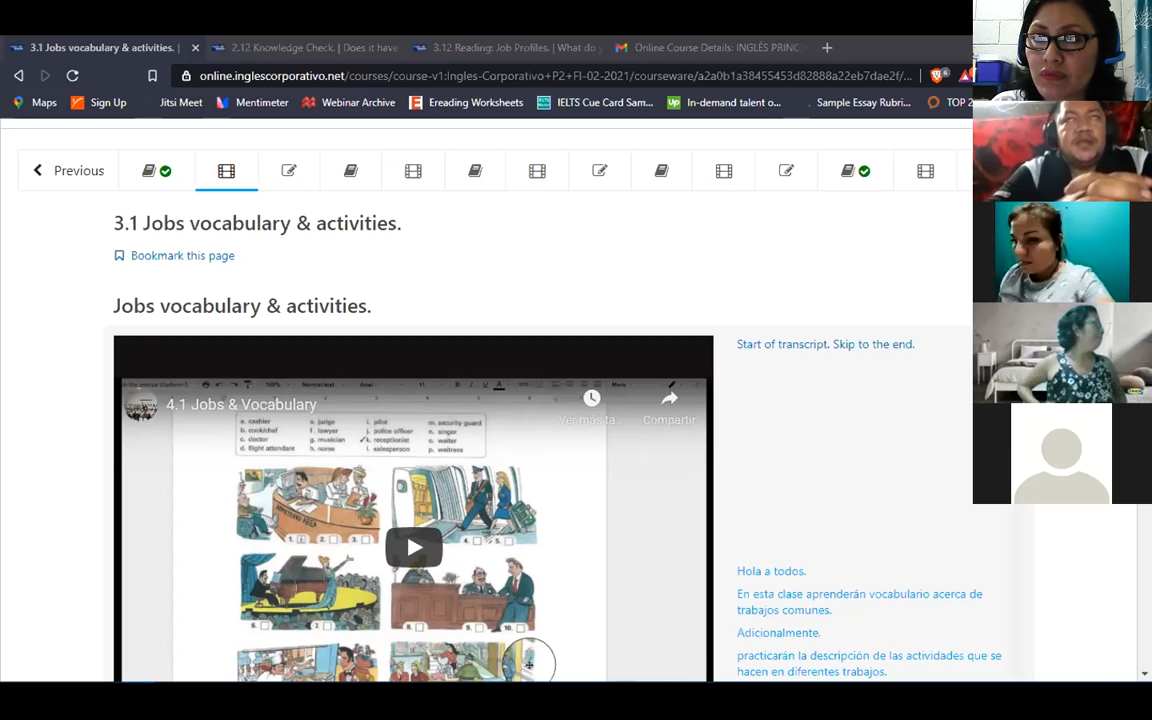 3.1 Jobs vocabulary & activities. |
2.12 Knowledge Check. | Does it have
3.12 Reading: Job Profiles. | What do
Online Course Details: INGLÉS PRINC
online.inglescorporativo.net/courses/course-v1:Ingles-Corporativo+P2+FI-02-2021/courseware/a2a0b1a38455453d82888a22eb7dae2f/...
6
Maps
Sign Up
Jitsi Meet
Mentimeter
Webinar Archive
Ereading Worksheets
IELTS Cue Card Sam...
In-demand talent o...
Sample Essay Rubri...
TOP 2
Previous
3.1 Jobs vocabulary & activities.
Bookmark this page
Jobs vocabulary & activities.
Start of transcript. Skip to the end.
4.1 Jobs & Vocabulary
Ver más ta...
Compartir
a. cashier
b. cook/chef
c. doctor
d. flight attendant
f. lawyer
g. musician
h. nurse
i. pilot
j. police officer
k. receptionist
l. salesperson
m. security guard
n. singer
o. waiter
p. waitress
Hola a todos.
En esta clase aprenderán vocabulario acerca de
trabajos comunes.
Adicionalmente,
practicarán la descripción de las actividades que se
hacen en diferentes trabajos.